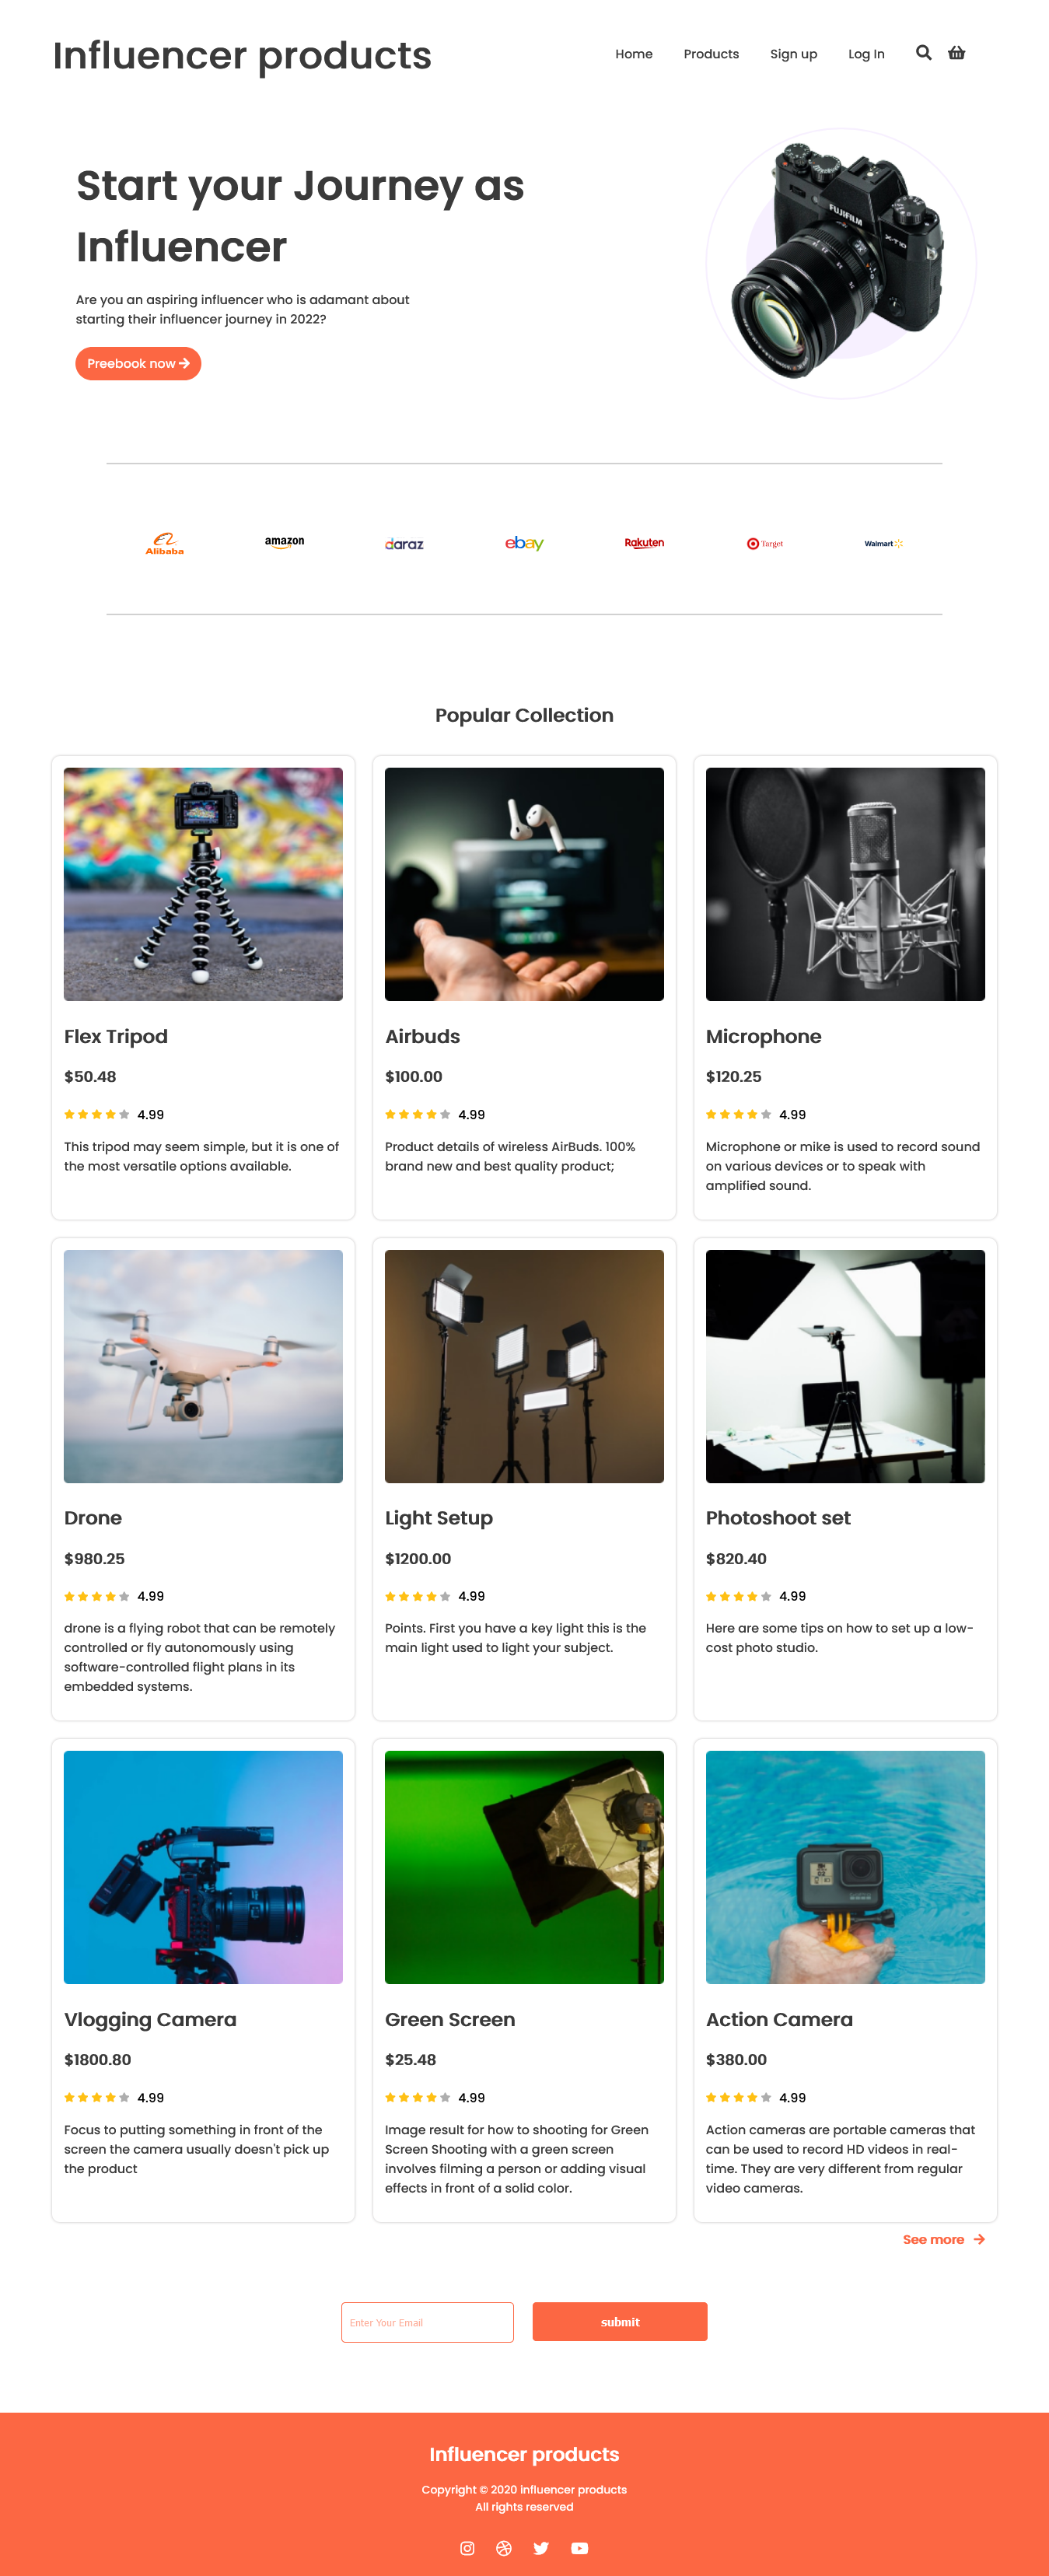 Influencer products
Home Products Sign up Log In
Start your Journey as
Influencer
Are you an aspiring influencer who is adamant about
starting their influencer journey in 2022?
Preebook now
FUJIFILM
X-T10
Alibaba
amazon
daraz
ebay
Rakuten
Target
Walmart
Popular Collection
Flex Tripod
$50.48
4.99
This tripod may seem simple, but it is one of
the most versatile options available.
Airbuds
$100.00
4.99
Product details of wireless AirBuds. 100%
brand new and best quality product;
Microphone
$120.25
4.99
Microphone or mike is used to record sound
on various devices or to speak with
amplified sound.
Drone
$980.25
4.99
drone is a flying robot that can be remotely
controlled or fly autonomously using
software-controlled flight plans in its
embedded systems.
Light Setup
$1200.00
4.99
Points. First you have a key light this is the
main light used to light your subject.
Photoshoot set
$820.40
4.99
Here are some tips on how to set up a low-
cost photo studio.
Vlogging Camera
$1800.80
4.99
Focus to putting something in front of the
screen the camera usually doesn't pick up
the product
Green Screen
$25.48
4.99
Image result for how to shooting for Green
Screen Shooting with a green screen
involves filming a person or adding visual
effects in front of a solid color.
Action Camera
$380.00
4.99
Action cameras are portable cameras that
can be used to record HD videos in real-
time. They are very different from regular
video cameras.
See more
Enter Your Email
submit
Influencer products
Copyright © 2020 influencer products
All rights reserved